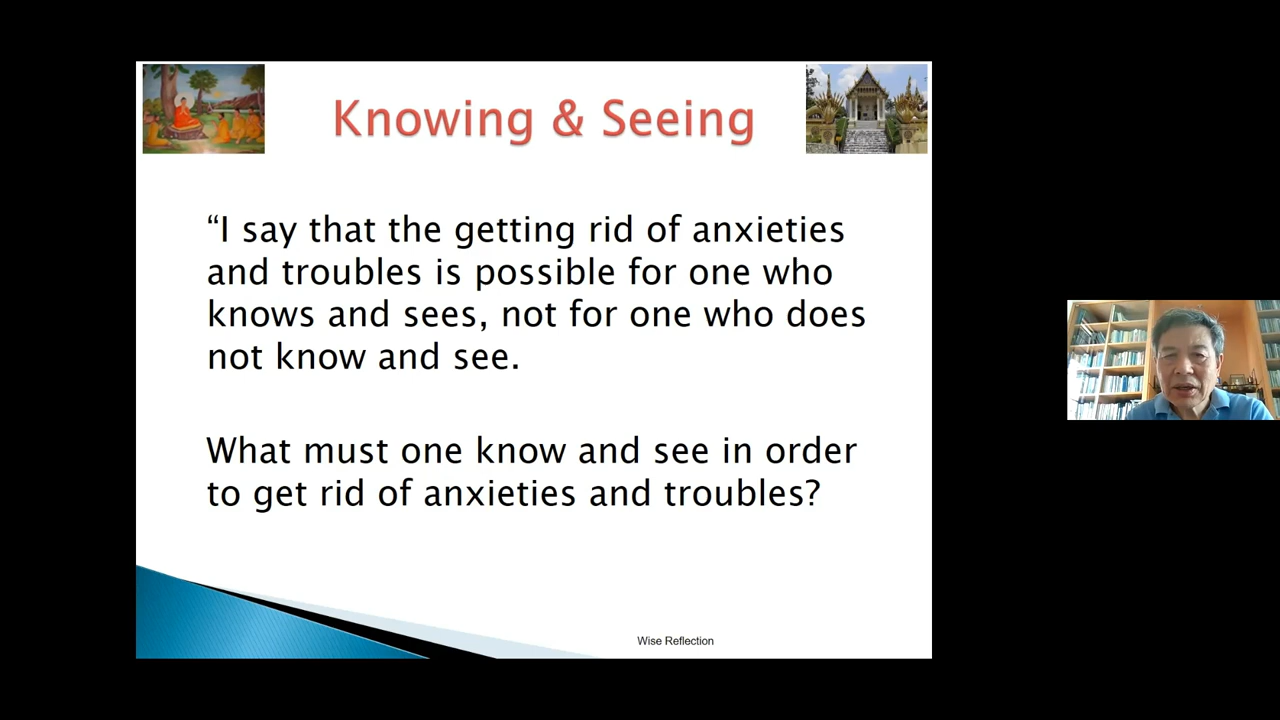 Knowing & Seeing
“I say that the getting rid of anxieties
and troubles is possible for one who
knows and sees, not for one who does
not know and see.
What must one know and see in order
to get rid of anxieties and troubles?
Wise Reflection